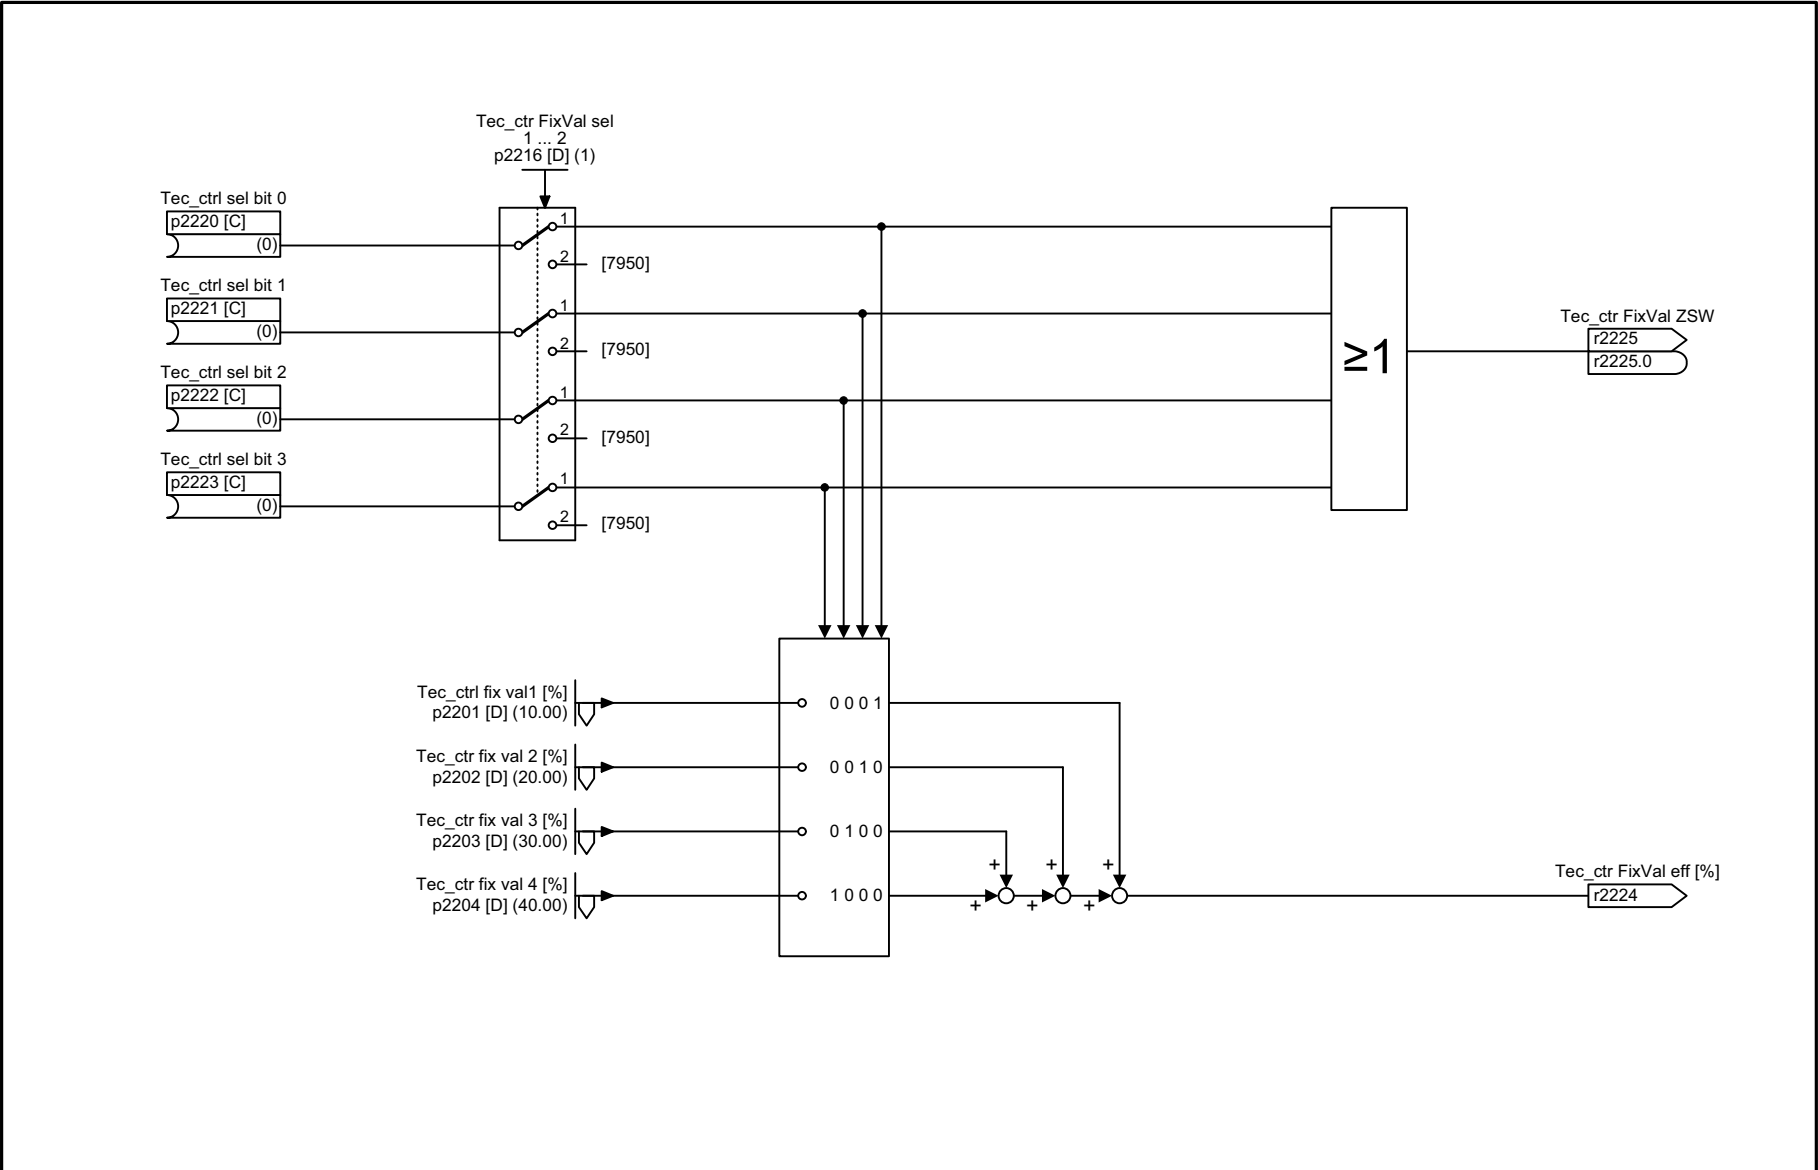 Tec_ctr FixVal sel
1 ... 2
p2216 [D] (1)
Tec_ctrl sel bit 0
p2220 [C]
(0)
1
2
[7950]
Tec_ctrl sel bit 1
p2221 [C]
(0)
1
2
[7950]
Tec_ctrl sel bit 2
p2222 [C]
(0)
1
2
[7950]
Tec_ctrl sel bit 3
p2223 [C]
(0)
1
2
[7950]
≥1
Tec_ctr FixVal ZSW
r2225
r2225.0
Tec_ctrl fix val1 [%]
p2201 [D] (10.00)
0 0 0 1
Tec_ctr fix val 2 [%]
p2202 [D] (20.00)
0 0 1 0
Tec_ctr fix val 3 [%]
p2203 [D] (30.00)
0 1 0 0
Tec_ctr fix val 4 [%]
p2204 [D] (40.00)
1 0 0 0
+ + +
+ + +
Tec_ctr FixVal eff [%]
r2224